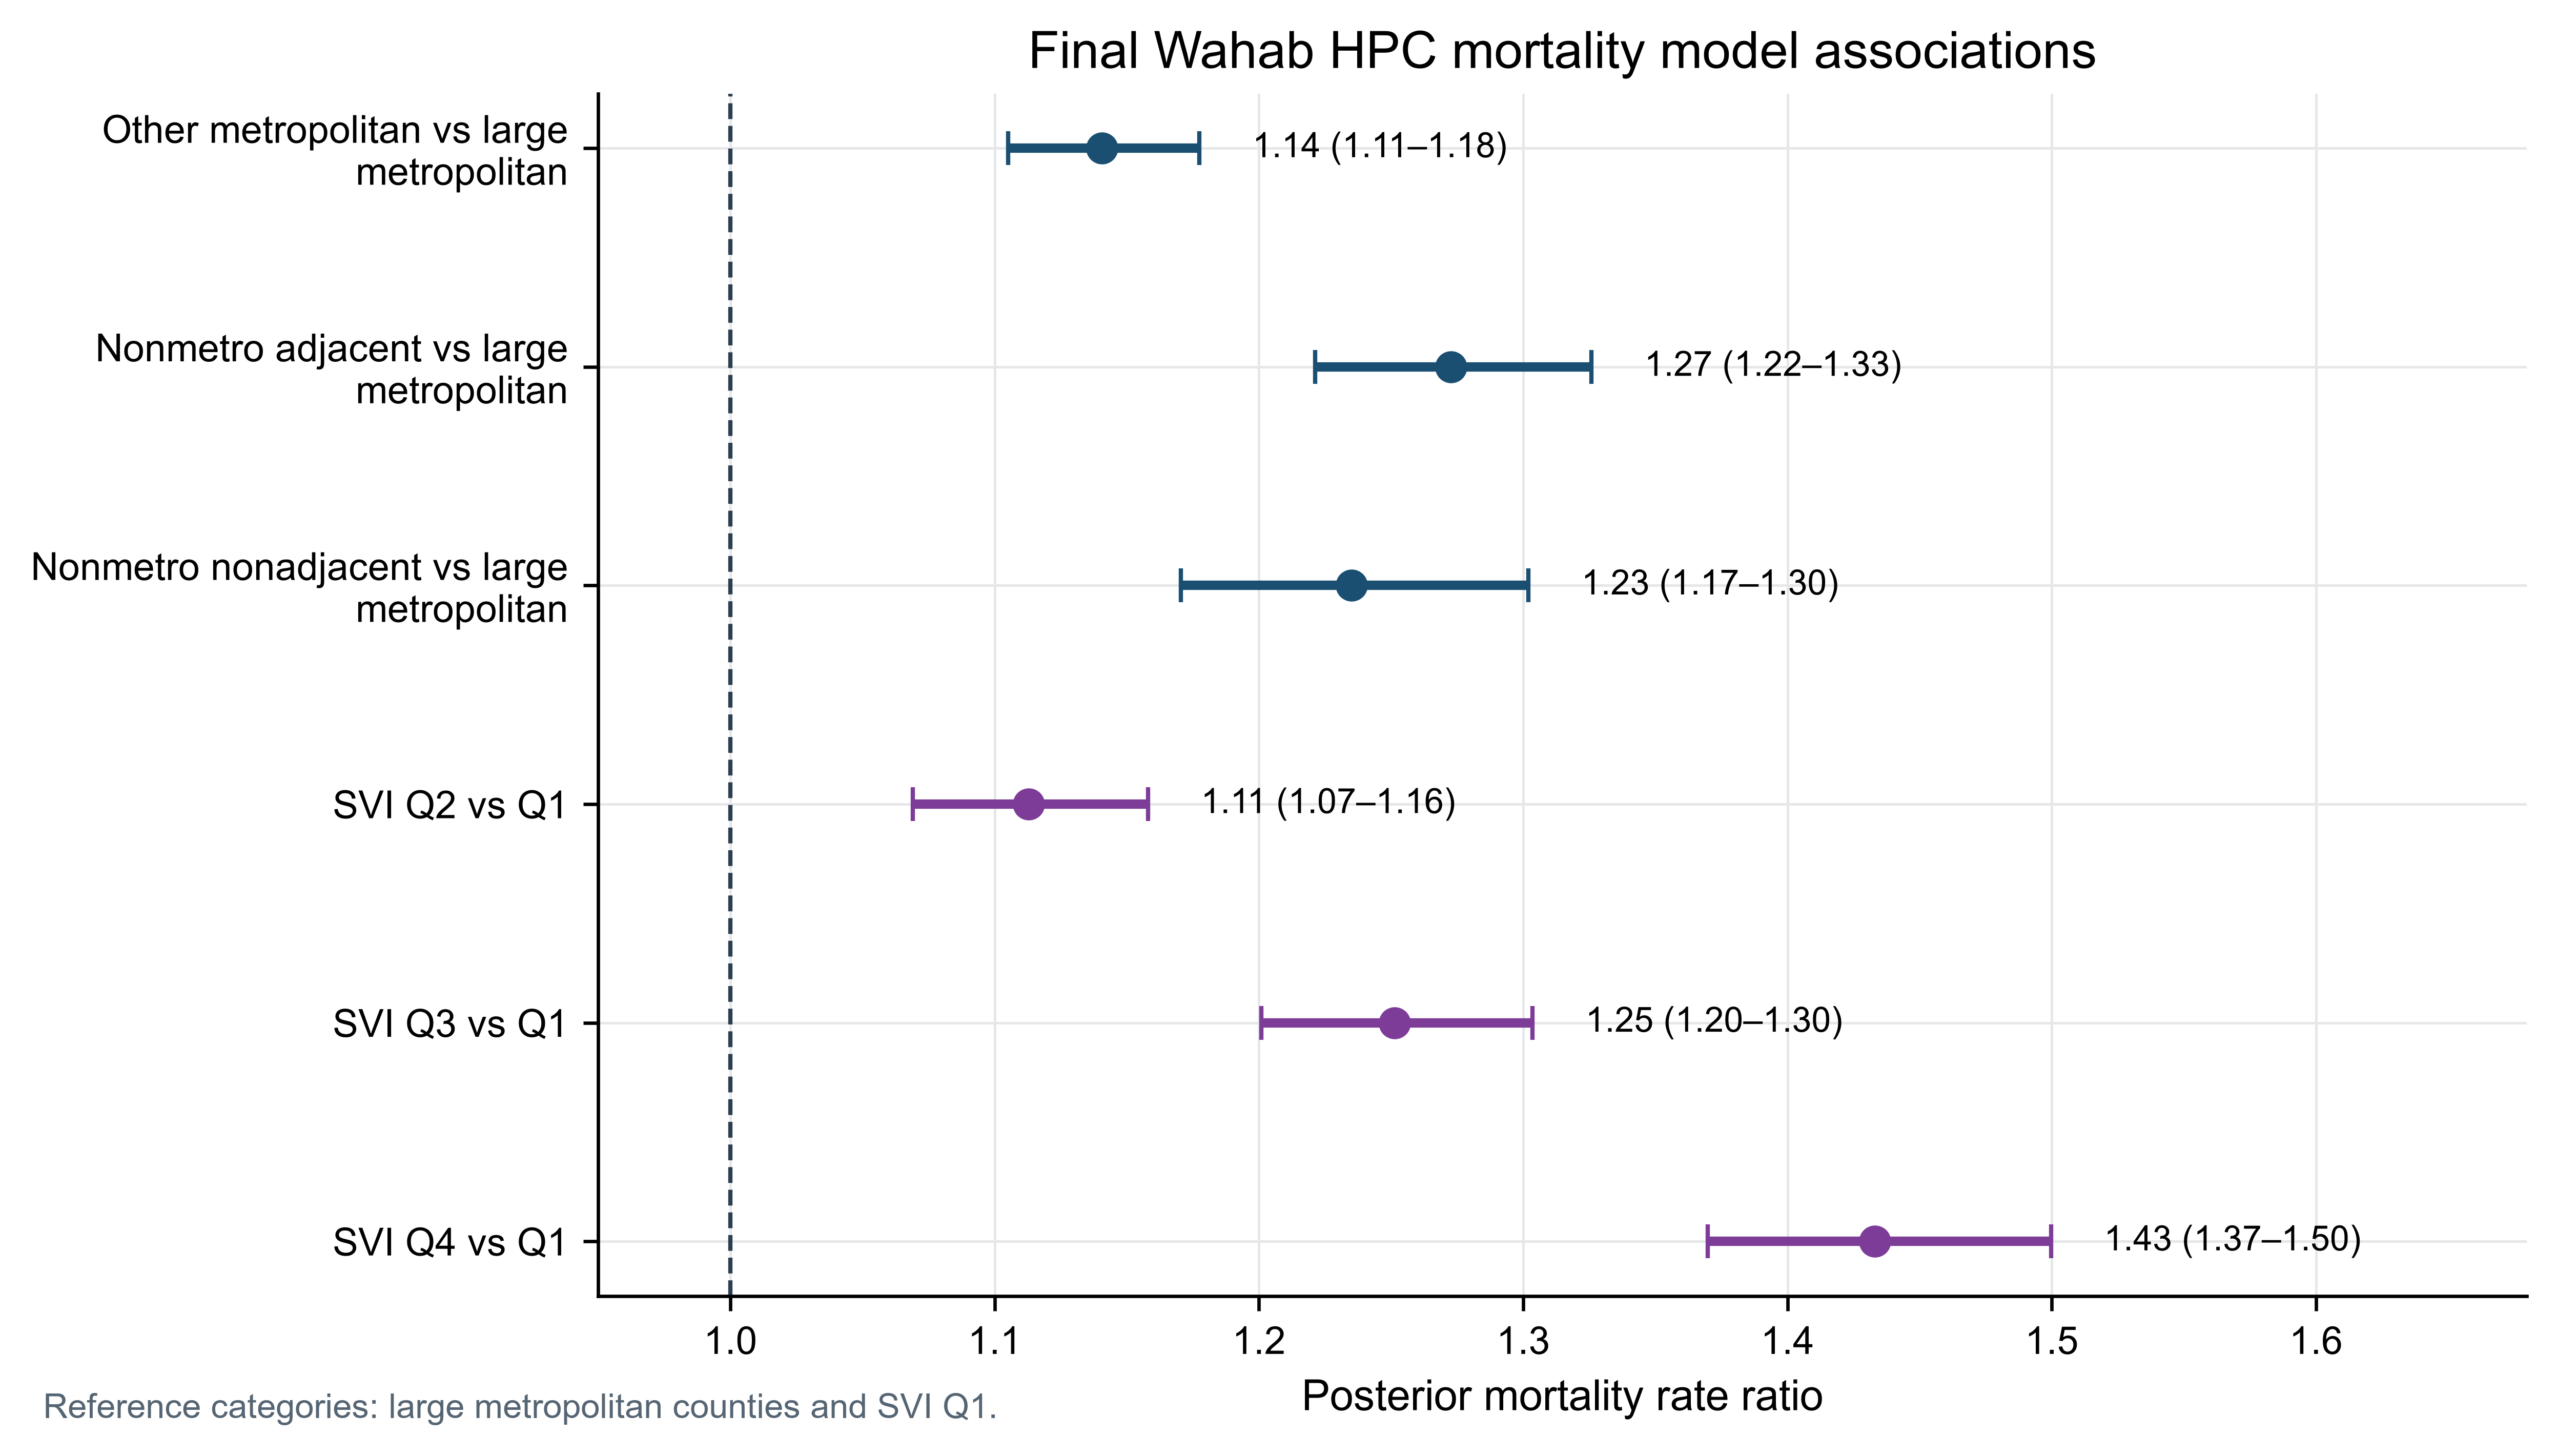 Final Wahab HPC mortality model associations
Other metropolitan vs large
metropolitan
1.14 (1.11–1.18)
Nonmetro adjacent vs large
metropolitan
1.27 (1.22–1.33)
Nonmetro nonadjacent vs large
metropolitan
1.23 (1.17–1.30)
SVI Q2 vs Q1
1.11 (1.07–1.16)
SVI Q3 vs Q1
1.25 (1.20–1.30)
SVI Q4 vs Q1
1.43 (1.37–1.50)
1.0 1.1 1.2 1.3 1.4 1.5 1.6
Posterior mortality rate ratio
Reference categories: large metropolitan counties and SVI Q1.